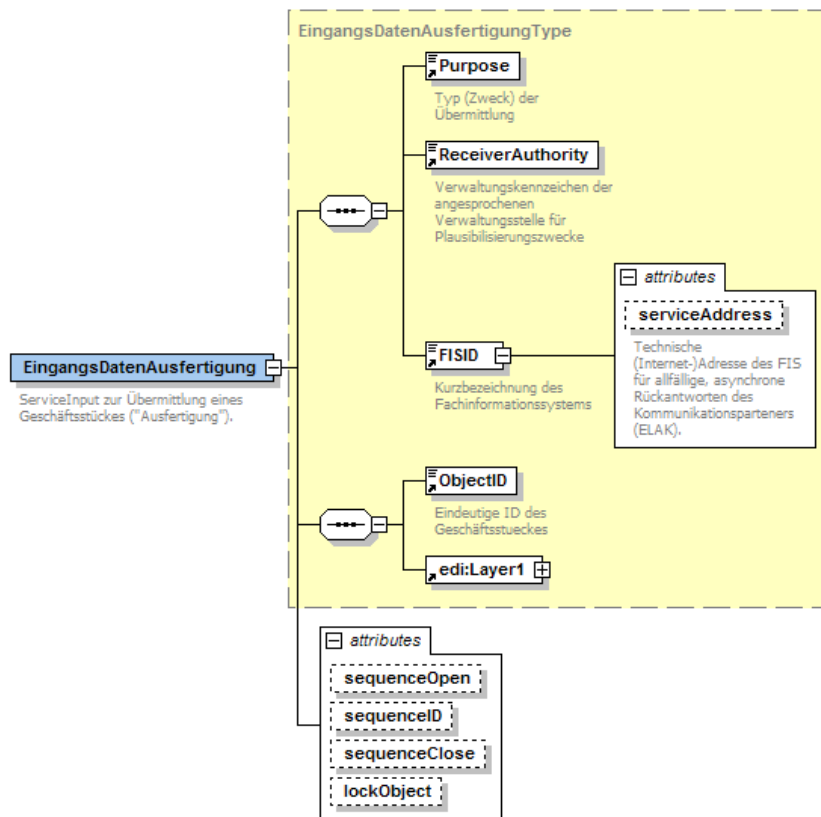 EingangsDatenAusfertigungType
Purpose
Typ (Zweck) der
Übermittlung
ReceiverAuthority
Verwaltungskennzeichen der
angesprochenen
Verwaltungsstelle für
Plausibilisierungszwecke
attributes
serviceAddress
Technische
(Internet-)Adresse des FIS
für allfällige, asynchrone
Rückantworten des
Kommunikationsparteners
(ELAK).
FISID
Kurzbezeichnung des
Fachinformationssystems
EingangsDatenAusfertigung
ServiceInput zur Übermittlung eines
Geschäftsstückes ("Ausfertigung").
ObjectID
Eindeutige ID des
Geschäftsstueckes
edi:Layer1
attributes
sequenceOpen
sequenceID
sequenceClose
lockObject